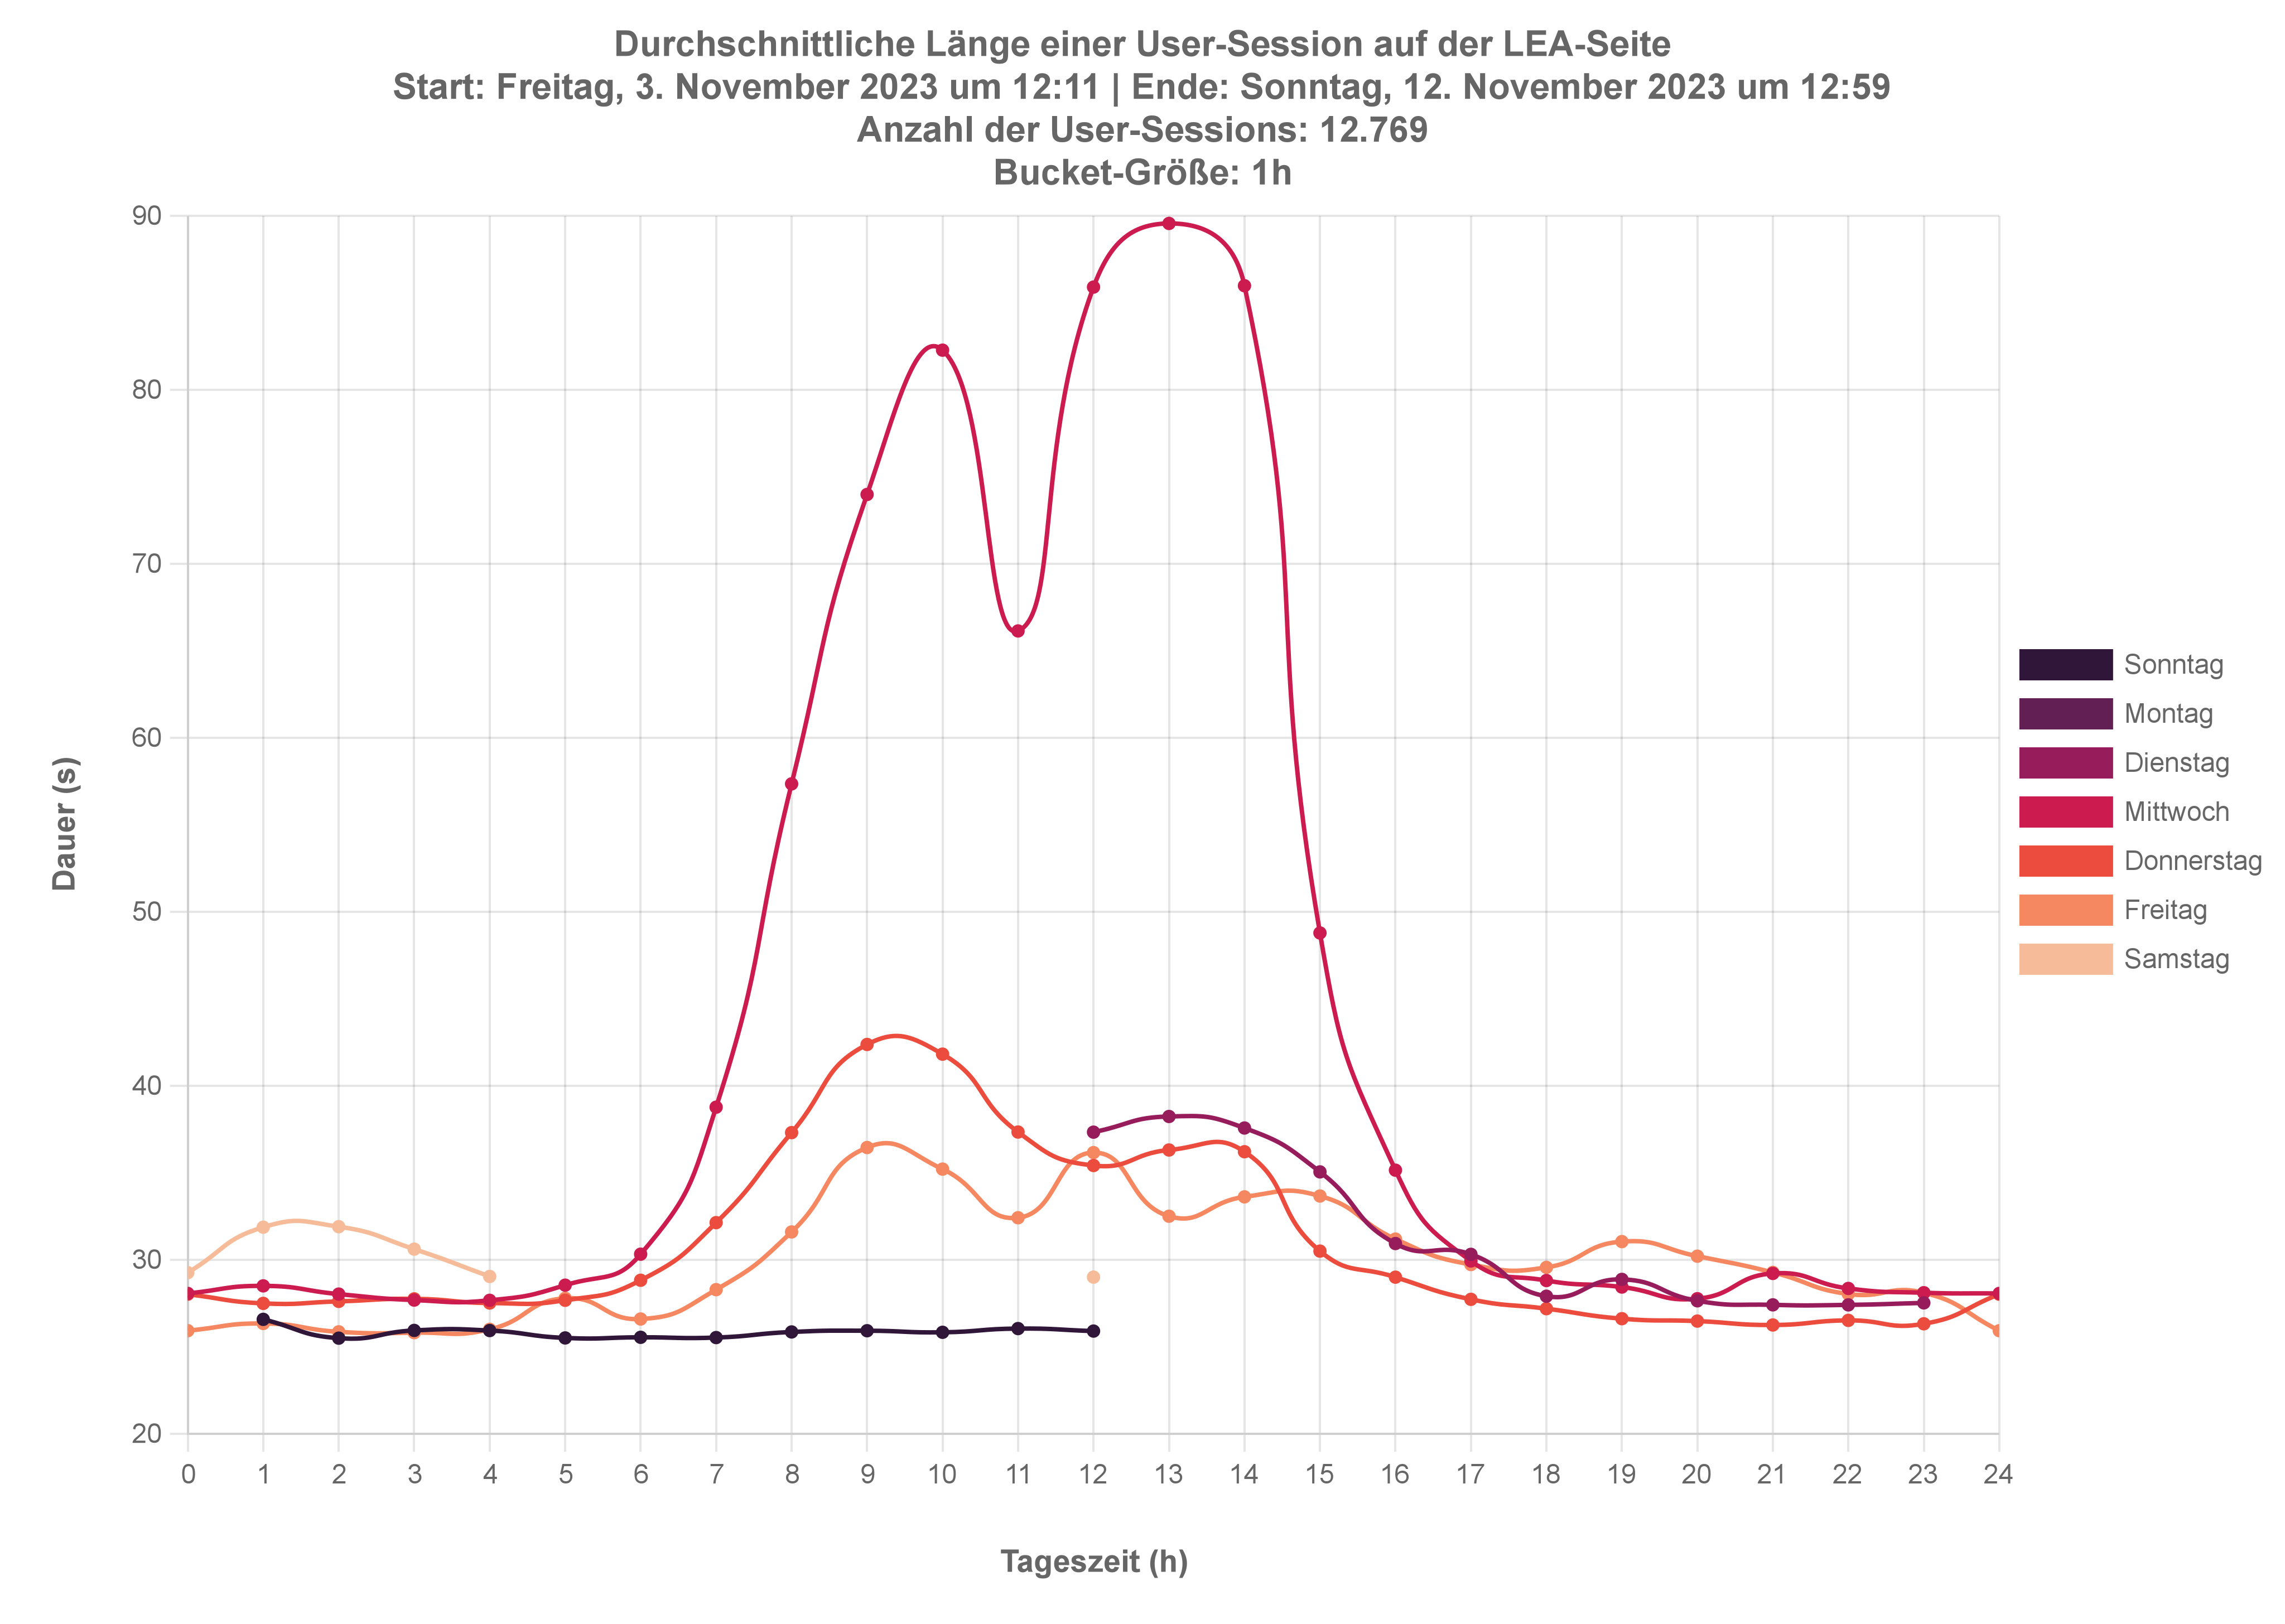 Durchschnittliche Länge einer User-Session auf der LEA-Seite
Start: Freitag, 3. November 2023 um 12:11 | Ende: Sonntag, 12. November 2023 um 12:59
Anzahl der User-Sessions: 12.769
Bucket-Größe: 1h
90
80
70
60
50
40
30
20
Dauer (s)
0 1 2 3 4 5 6 7 8 9 10 11 12 13 14 15 16 17 18 19 20 21 22 23 24
Tageszeit (h)
Sonntag
Montag
Dienstag
Mittwoch
Donnerstag
Freitag
Samstag